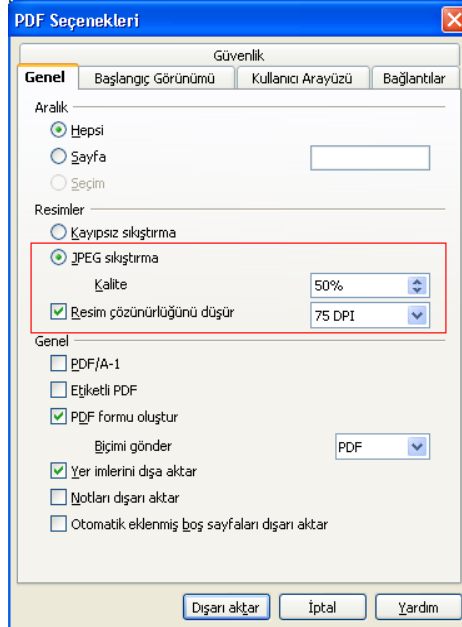 PDF Seçenekleri
Güvenlik
Genel Başlangıç Görünümü Kullanıcı Arayüzü Bağlantılar
Aralık
Hepsi
Sayfa
Seçim
Resimler
Kayıpsız sıkıştırma
JPEG sıkıştırma
Kalite 50%
Resim çözünürlüğünü düşür 75 DPI
Genel
PDF/A-1
Etiketli PDF
PDF formu oluştur
Biçimi gönder PDF
Yer imlerini dışa aktar
Notları dışarı aktar
Otomatik eklenmiş boş sayfaları dışarı aktar
Dışarı aktar İptal Yardım